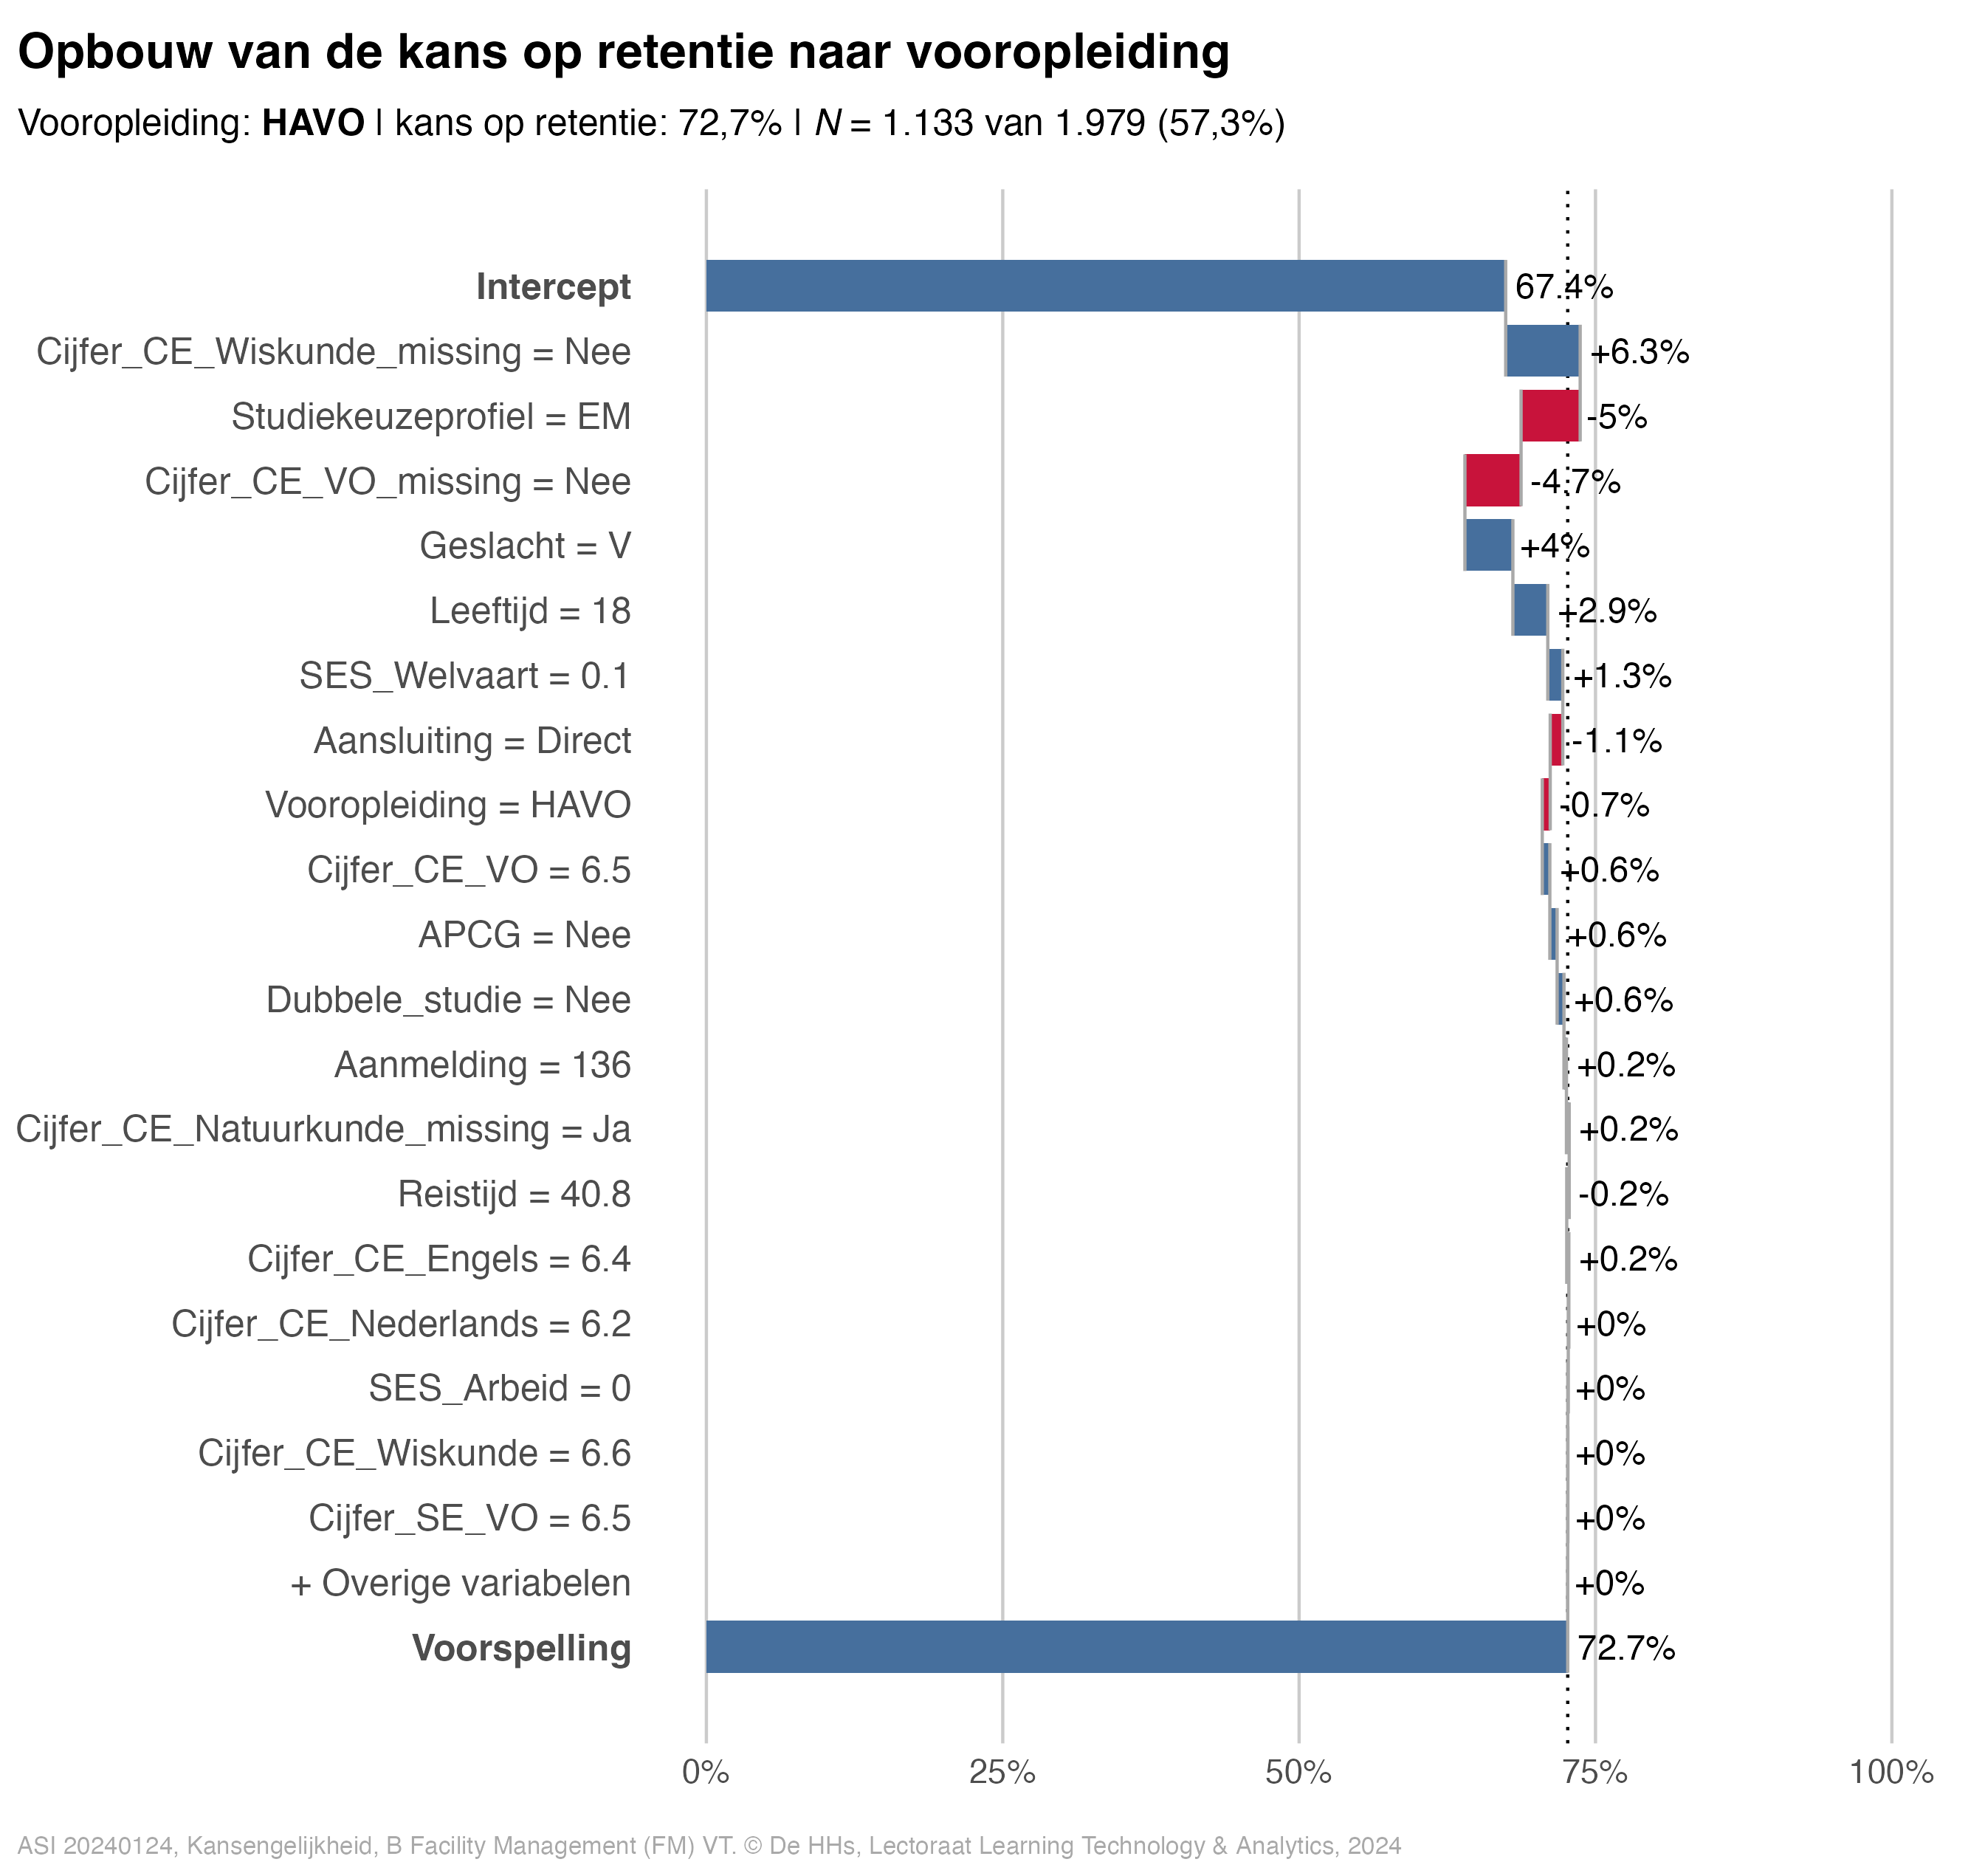 Opbouw van de kans op retentie naar vooropleiding
Vooropleiding: HAVO | kans op retentie: 72,7% | N = 1.133 van 1.979 (57,3%)
Intercept 67.4%
Cijfer_CE_Wiskunde_missing = Nee +6.3%
Studiekeuzeprofiel = EM -5%
Cijfer_CE_VO_missing = Nee -4.7%
Geslacht = V +4%
Leeftijd = 18 +2.9%
SES_Welvaart = 0.1 +1.3%
Aansluiting = Direct -1.1%
Vooropleiding = HAVO -0.7%
Cijfer_CE_VO = 6.5 +0.6%
APCG = Nee +0.6%
Dubbele_studie = Nee +0.6%
Aanmelding = 136 +0.2%
Cijfer_CE_Natuurkunde_missing = Ja +0.2%
Reistijd = 40.8 -0.2%
Cijfer_CE_Engels = 6.4 +0.2%
Cijfer_CE_Nederlands = 6.2 +0%
SES_Arbeid = 0 +0%
Cijfer_CE_Wiskunde = 6.6 +0%
Cijfer_SE_VO = 6.5 +0%
+ Overige variabelen +0%
Voorspelling 72.7%
0% 25% 50% 75% 100%
ASI 20240124, Kansengelijkheid, B Facility Management (FM) VT. © De HHs, Lectoraat Learning Technology & Analytics, 2024